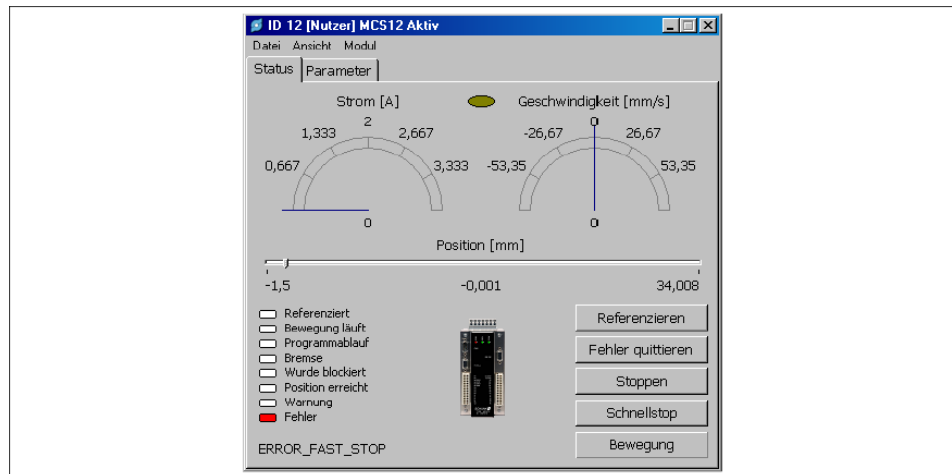 ID 12 [Nutzer] MCS12 Aktiv
Datei Ansicht Modul
Status Parameter
Strom [A] Geschwindigkeit [mm/s]
2 0
1,333 2,667 -26,67 26,67
0,667 3,333 -53,35 53,35
0 0
Position [mm]
-1,5 -0,001 34,008
Referenziert
Bewegung läuft
Programmablauf
Bremse
Wurde blockiert
Position erreicht
Warnung
Fehler
ERROR_FAST_STOP
Referenzieren
Fehler quittieren
Stoppen
Schnellstop
Bewegung